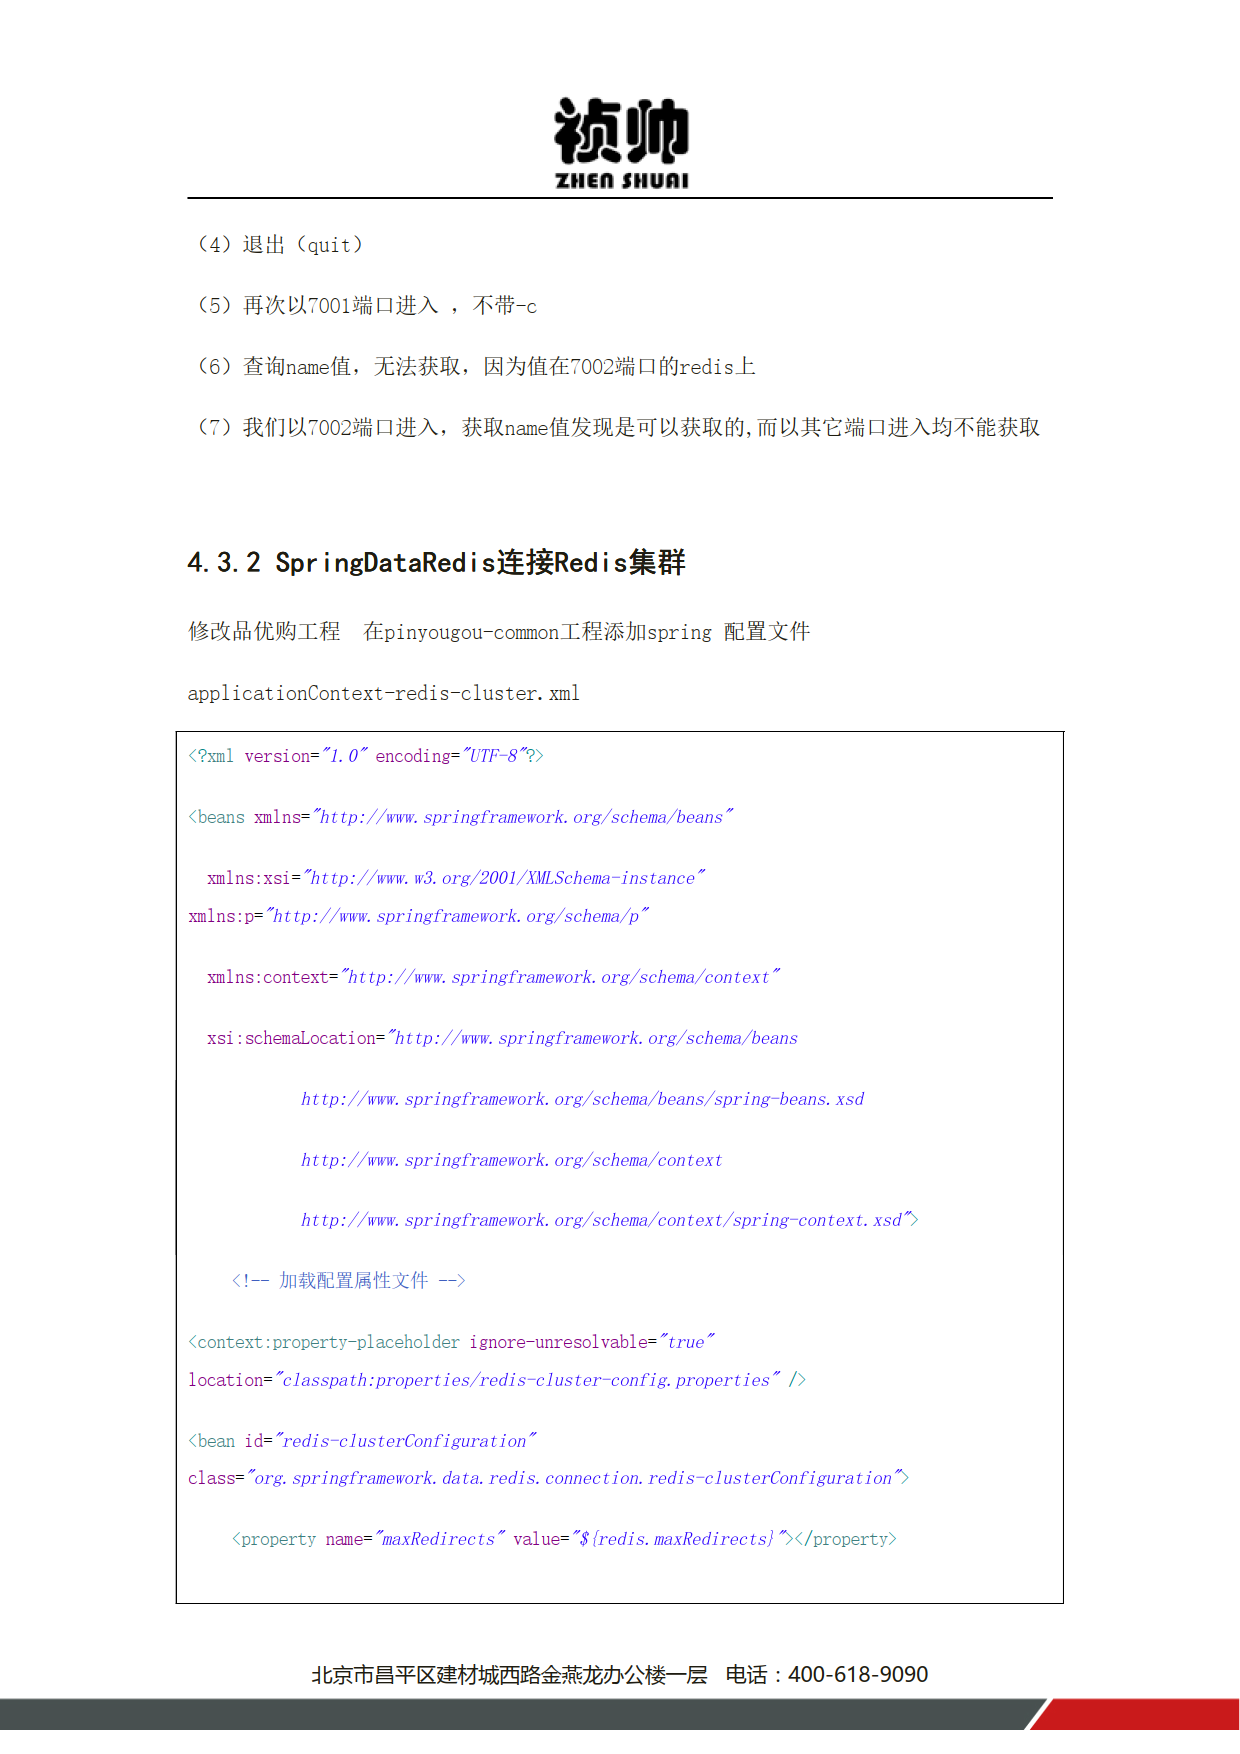 祯帅
ZHEN SHUAI
（4）退出（quit）
（5）再次以7001端口进入 ，不带-c
（6）查询name值，无法获取，因为值在7002端口的redis上
（7）我们以7002端口进入，获取name值发现是可以获取的,而以其它端口进入均不能获取
4.3.2 SpringDataRedis连接Redis集群
修改品优购工程  在pinyougou-common工程添加spring 配置文件
applicationContext-redis-cluster.xml
<?xml version="1.0" encoding="UTF-8"?>
<beans xmlns="http://www.springframework.org/schema/beans"
xmlns:xsi="http://www.w3.org/2001/XMLSchema-instance"
xmlns:p="http://www.springframework.org/schema/p"
xmlns:context="http://www.springframework.org/schema/context"
xsi:schemaLocation="http://www.springframework.org/schema/beans
http://www.springframework.org/schema/beans/spring-beans.xsd
http://www.springframework.org/schema/context
http://www.springframework.org/schema/context/spring-context.xsd">
<!-- 加载配置属性文件 -->
<context:property-placeholder ignore-unresolvable="true"
location="classpath:properties/redis-cluster-config.properties" />
<bean id="redis-clusterConfiguration"
class="org.springframework.data.redis.connection.redis-clusterConfiguration">
<property name="maxRedirects" value="${redis.maxRedirects}"></property>
北京市昌平区建材城西路金燕龙办公楼一层 电话：400-618-9090